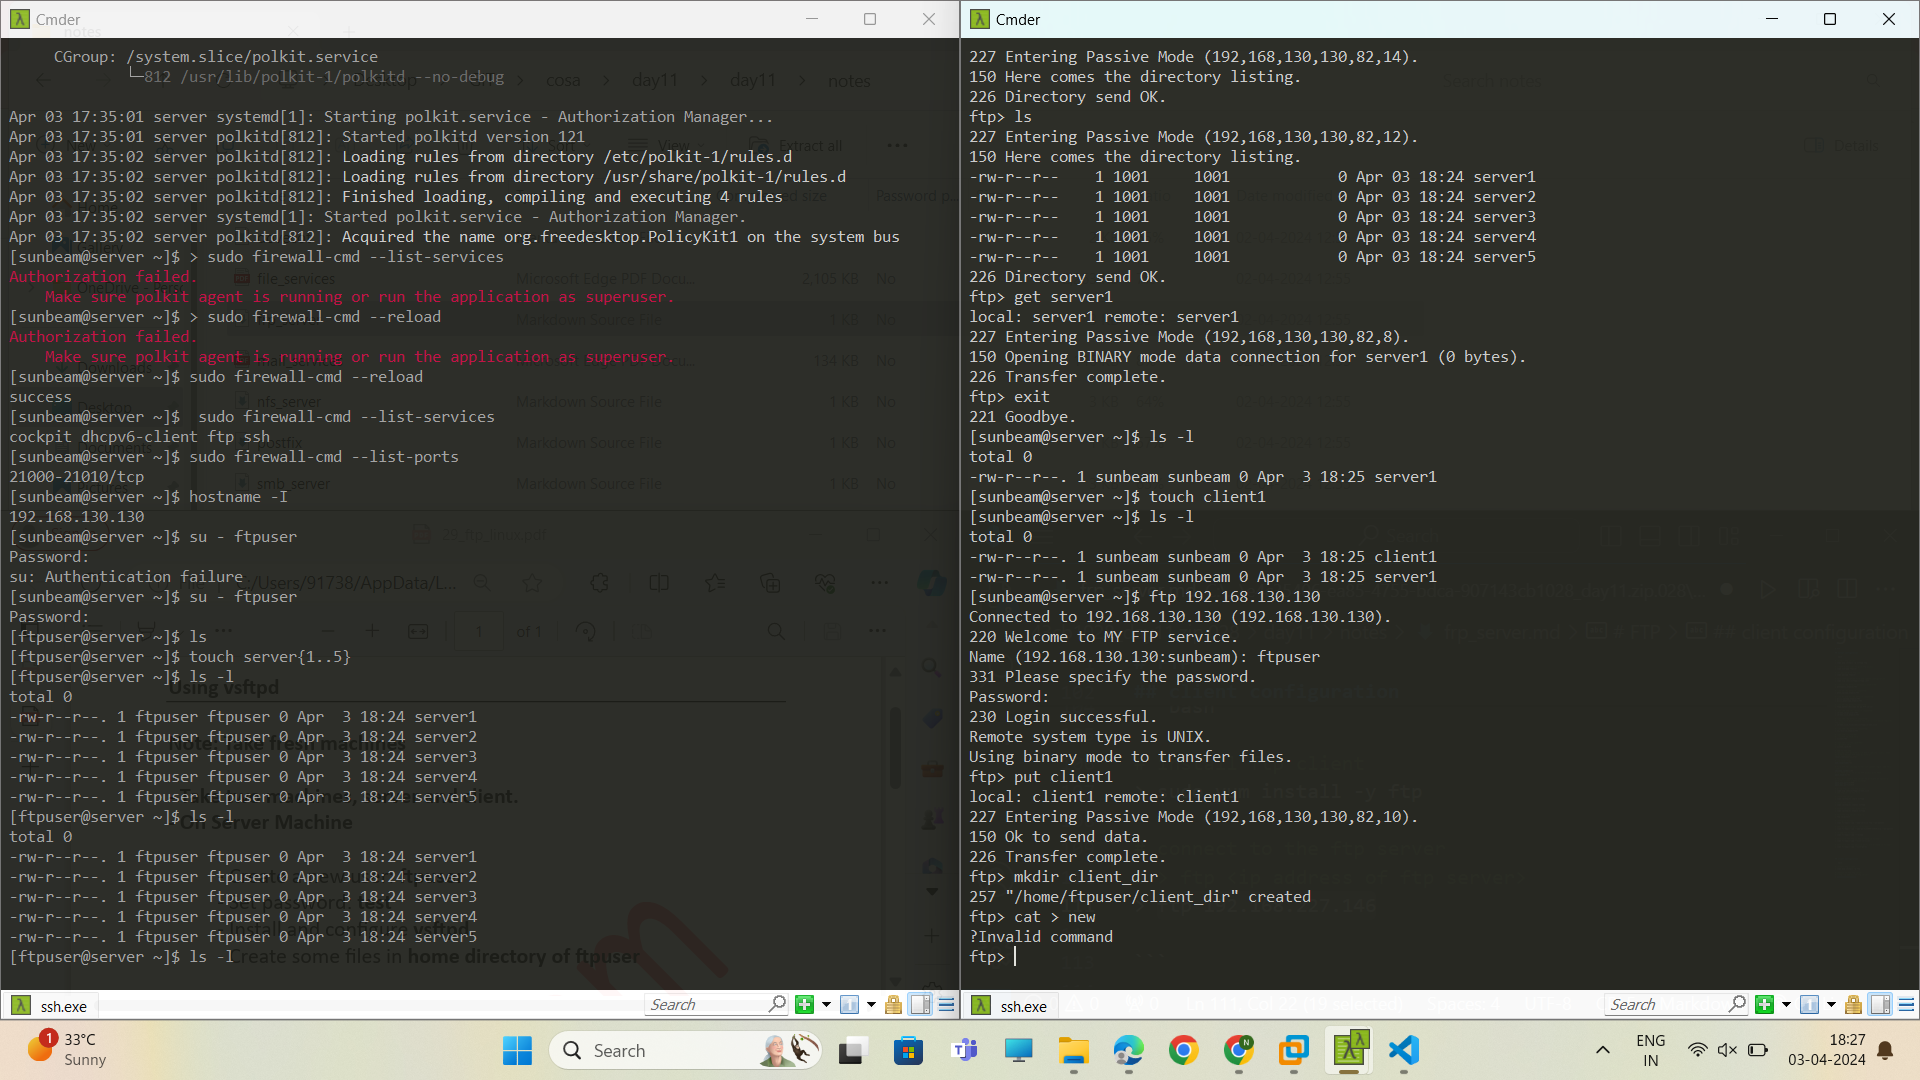 Cmder
CGroup: /system.slice/polkit.service
└─812 /usr/lib/polkit-1/polkitd --no-debug
Apr 03 17:35:01 server systemd[1]: Starting polkit.service - Authorization Manager...
Apr 03 17:35:01 server polkitd[812]: Started polkitd version 121
Apr 03 17:35:02 server polkitd[812]: Loading rules from directory /etc/polkit-1/rules.d
Apr 03 17:35:02 server polkitd[812]: Loading rules from directory /usr/share/polkit-1/rules.d
Apr 03 17:35:02 server polkitd[812]: Finished loading, compiling and executing 4 rules
Apr 03 17:35:02 server systemd[1]: Started polkit.service - Authorization Manager.
Apr 03 17:35:02 server polkitd[812]: Acquired the name org.freedesktop.PolicyKit1 on the system bus
[sunbeam@server ~]$ > sudo firewall-cmd --list-services
Authorization failed.
Make sure polkit agent is running or run the application as superuser.
[sunbeam@server ~]$ > sudo firewall-cmd --reload
Authorization failed.
Make sure polkit agent is running or run the application as superuser.
[sunbeam@server ~]$ sudo firewall-cmd --reload
success
[sunbeam@server ~]$  sudo firewall-cmd --list-services
cockpit dhcpv6-client ftp ssh
[sunbeam@server ~]$ sudo firewall-cmd --list-ports
21000-21010/tcp
[sunbeam@server ~]$ hostname -I
192.168.130.130
[sunbeam@server ~]$ su - ftpuser
Password:
su: Authentication failure
[sunbeam@server ~]$ su - ftpuser
Password:
[ftpuser@server ~]$ ls
[ftpuser@server ~]$ touch server{1..5}
[ftpuser@server ~]$ ls -l
total 0
-rw-r--r--. 1 ftpuser ftpuser 0 Apr  3 18:24 server1
-rw-r--r--. 1 ftpuser ftpuser 0 Apr  3 18:24 server2
-rw-r--r--. 1 ftpuser ftpuser 0 Apr  3 18:24 server3
-rw-r--r--. 1 ftpuser ftpuser 0 Apr  3 18:24 server4
-rw-r--r--. 1 ftpuser ftpuser 0 Apr  3 18:24 server5
[ftpuser@server ~]$ ls -l
total 0
-rw-r--r--. 1 ftpuser ftpuser 0 Apr  3 18:24 server1
-rw-r--r--. 1 ftpuser ftpuser 0 Apr  3 18:24 server2
-rw-r--r--. 1 ftpuser ftpuser 0 Apr  3 18:24 server3
-rw-r--r--. 1 ftpuser ftpuser 0 Apr  3 18:24 server4
-rw-r--r--. 1 ftpuser ftpuser 0 Apr  3 18:24 server5
[ftpuser@server ~]$ ls -l
ssh.exe
Search
Cmder
227 Entering Passive Mode (192,168,130,130,82,14).
150 Here comes the directory listing.
226 Directory send OK.
ftp> ls
227 Entering Passive Mode (192,168,130,130,82,12).
150 Here comes the directory listing.
-rw-r--r--    1 1001     1001            0 Apr 03 18:24 server1
-rw-r--r--    1 1001     1001            0 Apr 03 18:24 server2
-rw-r--r--    1 1001     1001            0 Apr 03 18:24 server3
-rw-r--r--    1 1001     1001            0 Apr 03 18:24 server4
-rw-r--r--    1 1001     1001            0 Apr 03 18:24 server5
226 Directory send OK.
ftp> get server1
local: server1 remote: server1
227 Entering Passive Mode (192,168,130,130,82,8).
150 Opening BINARY mode data connection for server1 (0 bytes).
226 Transfer complete.
ftp> exit
221 Goodbye.
[sunbeam@server ~]$ ls -l
total 0
-rw-r--r--. 1 sunbeam sunbeam 0 Apr  3 18:25 server1
[sunbeam@server ~]$ touch client1
[sunbeam@server ~]$ ls -l
total 0
-rw-r--r--. 1 sunbeam sunbeam 0 Apr  3 18:25 client1
-rw-r--r--. 1 sunbeam sunbeam 0 Apr  3 18:25 server1
[sunbeam@server ~]$ ftp 192.168.130.130
Connected to 192.168.130.130 (192.168.130.130).
220 Welcome to MY FTP service.
Name (192.168.130.130:sunbeam): ftpuser
331 Please specify the password.
Password:
230 Login successful.
Remote system type is UNIX.
Using binary mode to transfer files.
ftp> put client1
local: client1 remote: client1
227 Entering Passive Mode (192,168,130,130,82,10).
150 Ok to send data.
226 Transfer complete.
ftp> mkdir client_dir
257 "/home/ftpuser/client_dir" created
ftp> cat > new
?Invalid command
ftp>
ssh.exe
Search
1
33°C
Sunny
Search
ENG
IN
18:27
03-04-2024